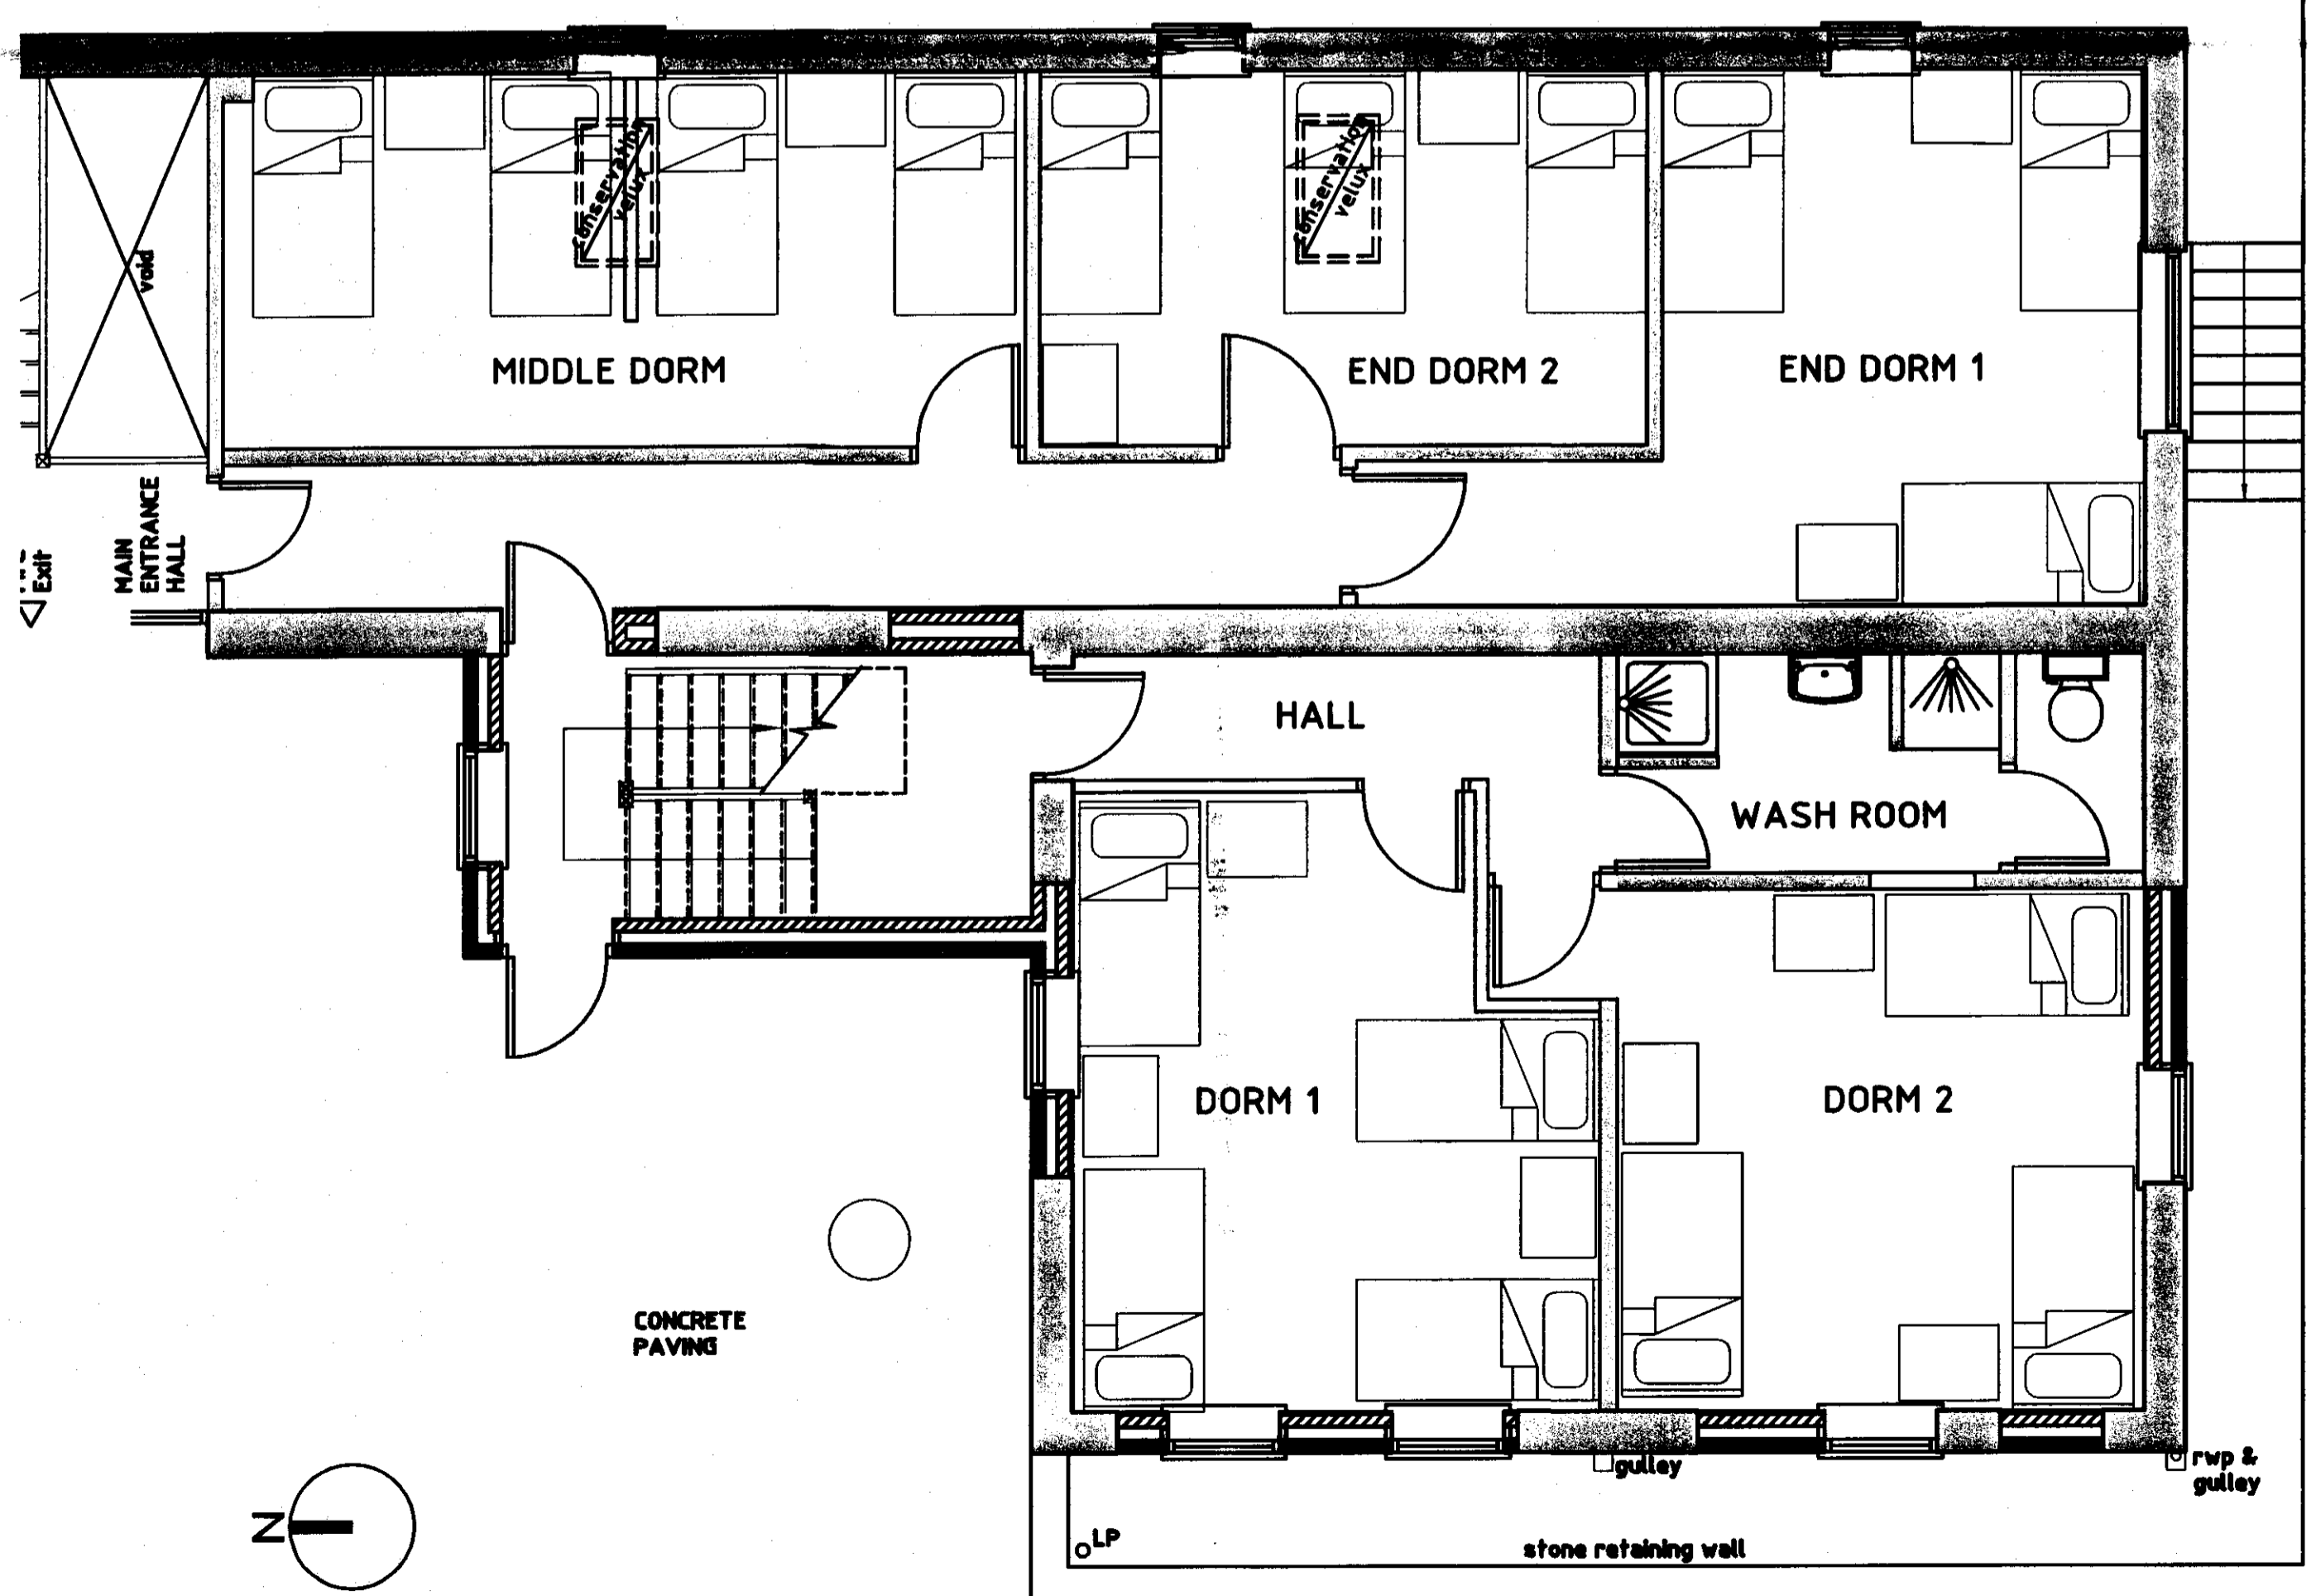 conservation
velux
conservation
velux
void
MIDDLE DORM
END DORM 2
END DORM 1
MAIN
ENTRANCE
HALL
Exit
HALL
WASH ROOM
DORM 1
DORM 2
CONCRETE
PAVING
gulley
rwp &
gulley
N
LP
stone retaining wall